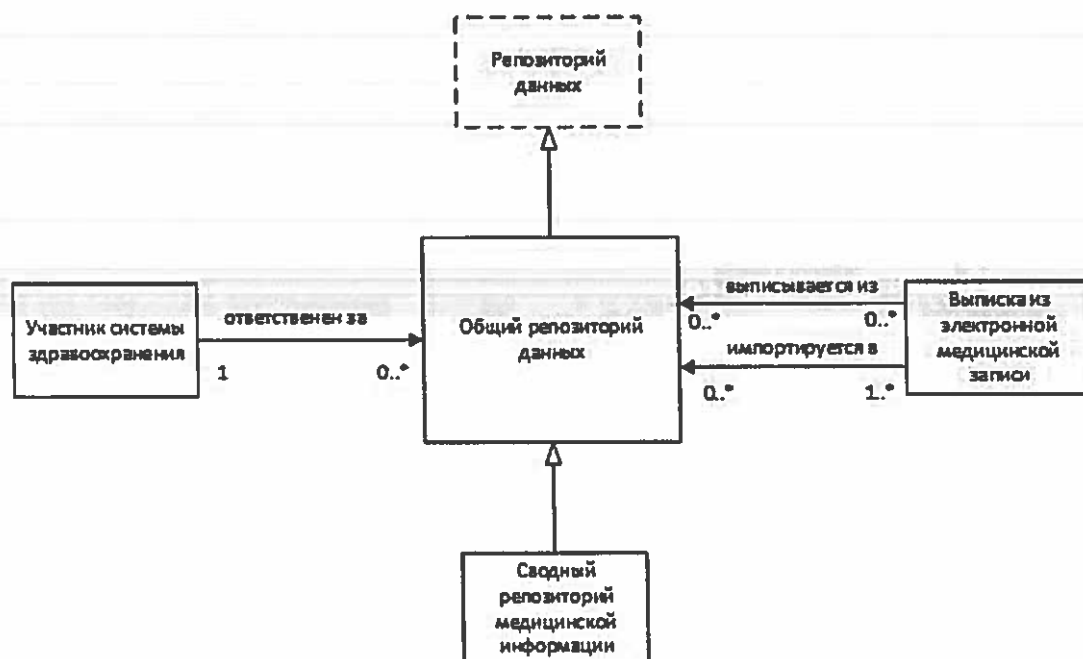 Репозиторий
данных
Участник системы
здравоохранения
ответственен за
1
0..*
Общий репозиторий
данных
выписывается из
0..*
0..*
импортируется в
0..*
1..*
Выписка из
электронной
медицинской
записи
Сводный
репозиторий
медицинской
информации